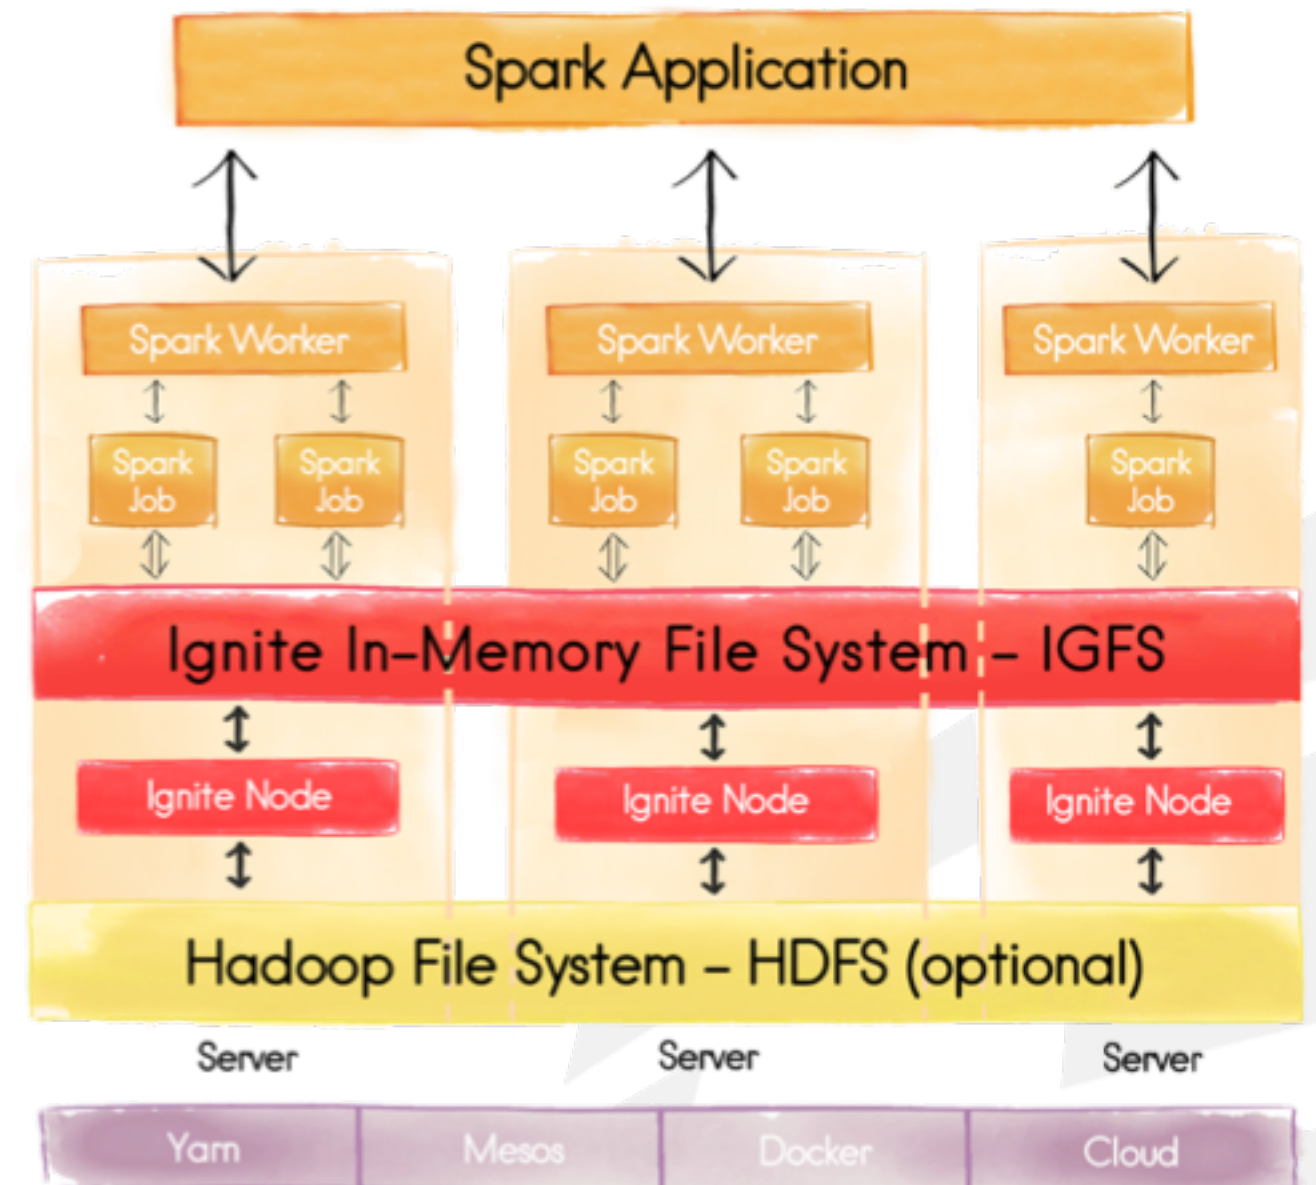 Spark Application
Spark Worker
Spark Worker
Spark Worker
Spark
Job
Spark
Job
Spark
Job
Spark
Job
Spark
Job
Ignite In-Memory File System - IGFS
Ignite Node
Ignite Node
Ignite Node
Hadoop File System - HDFS (optional)
Server
Server
Server
Yarn
Mesos
Docker
Cloud